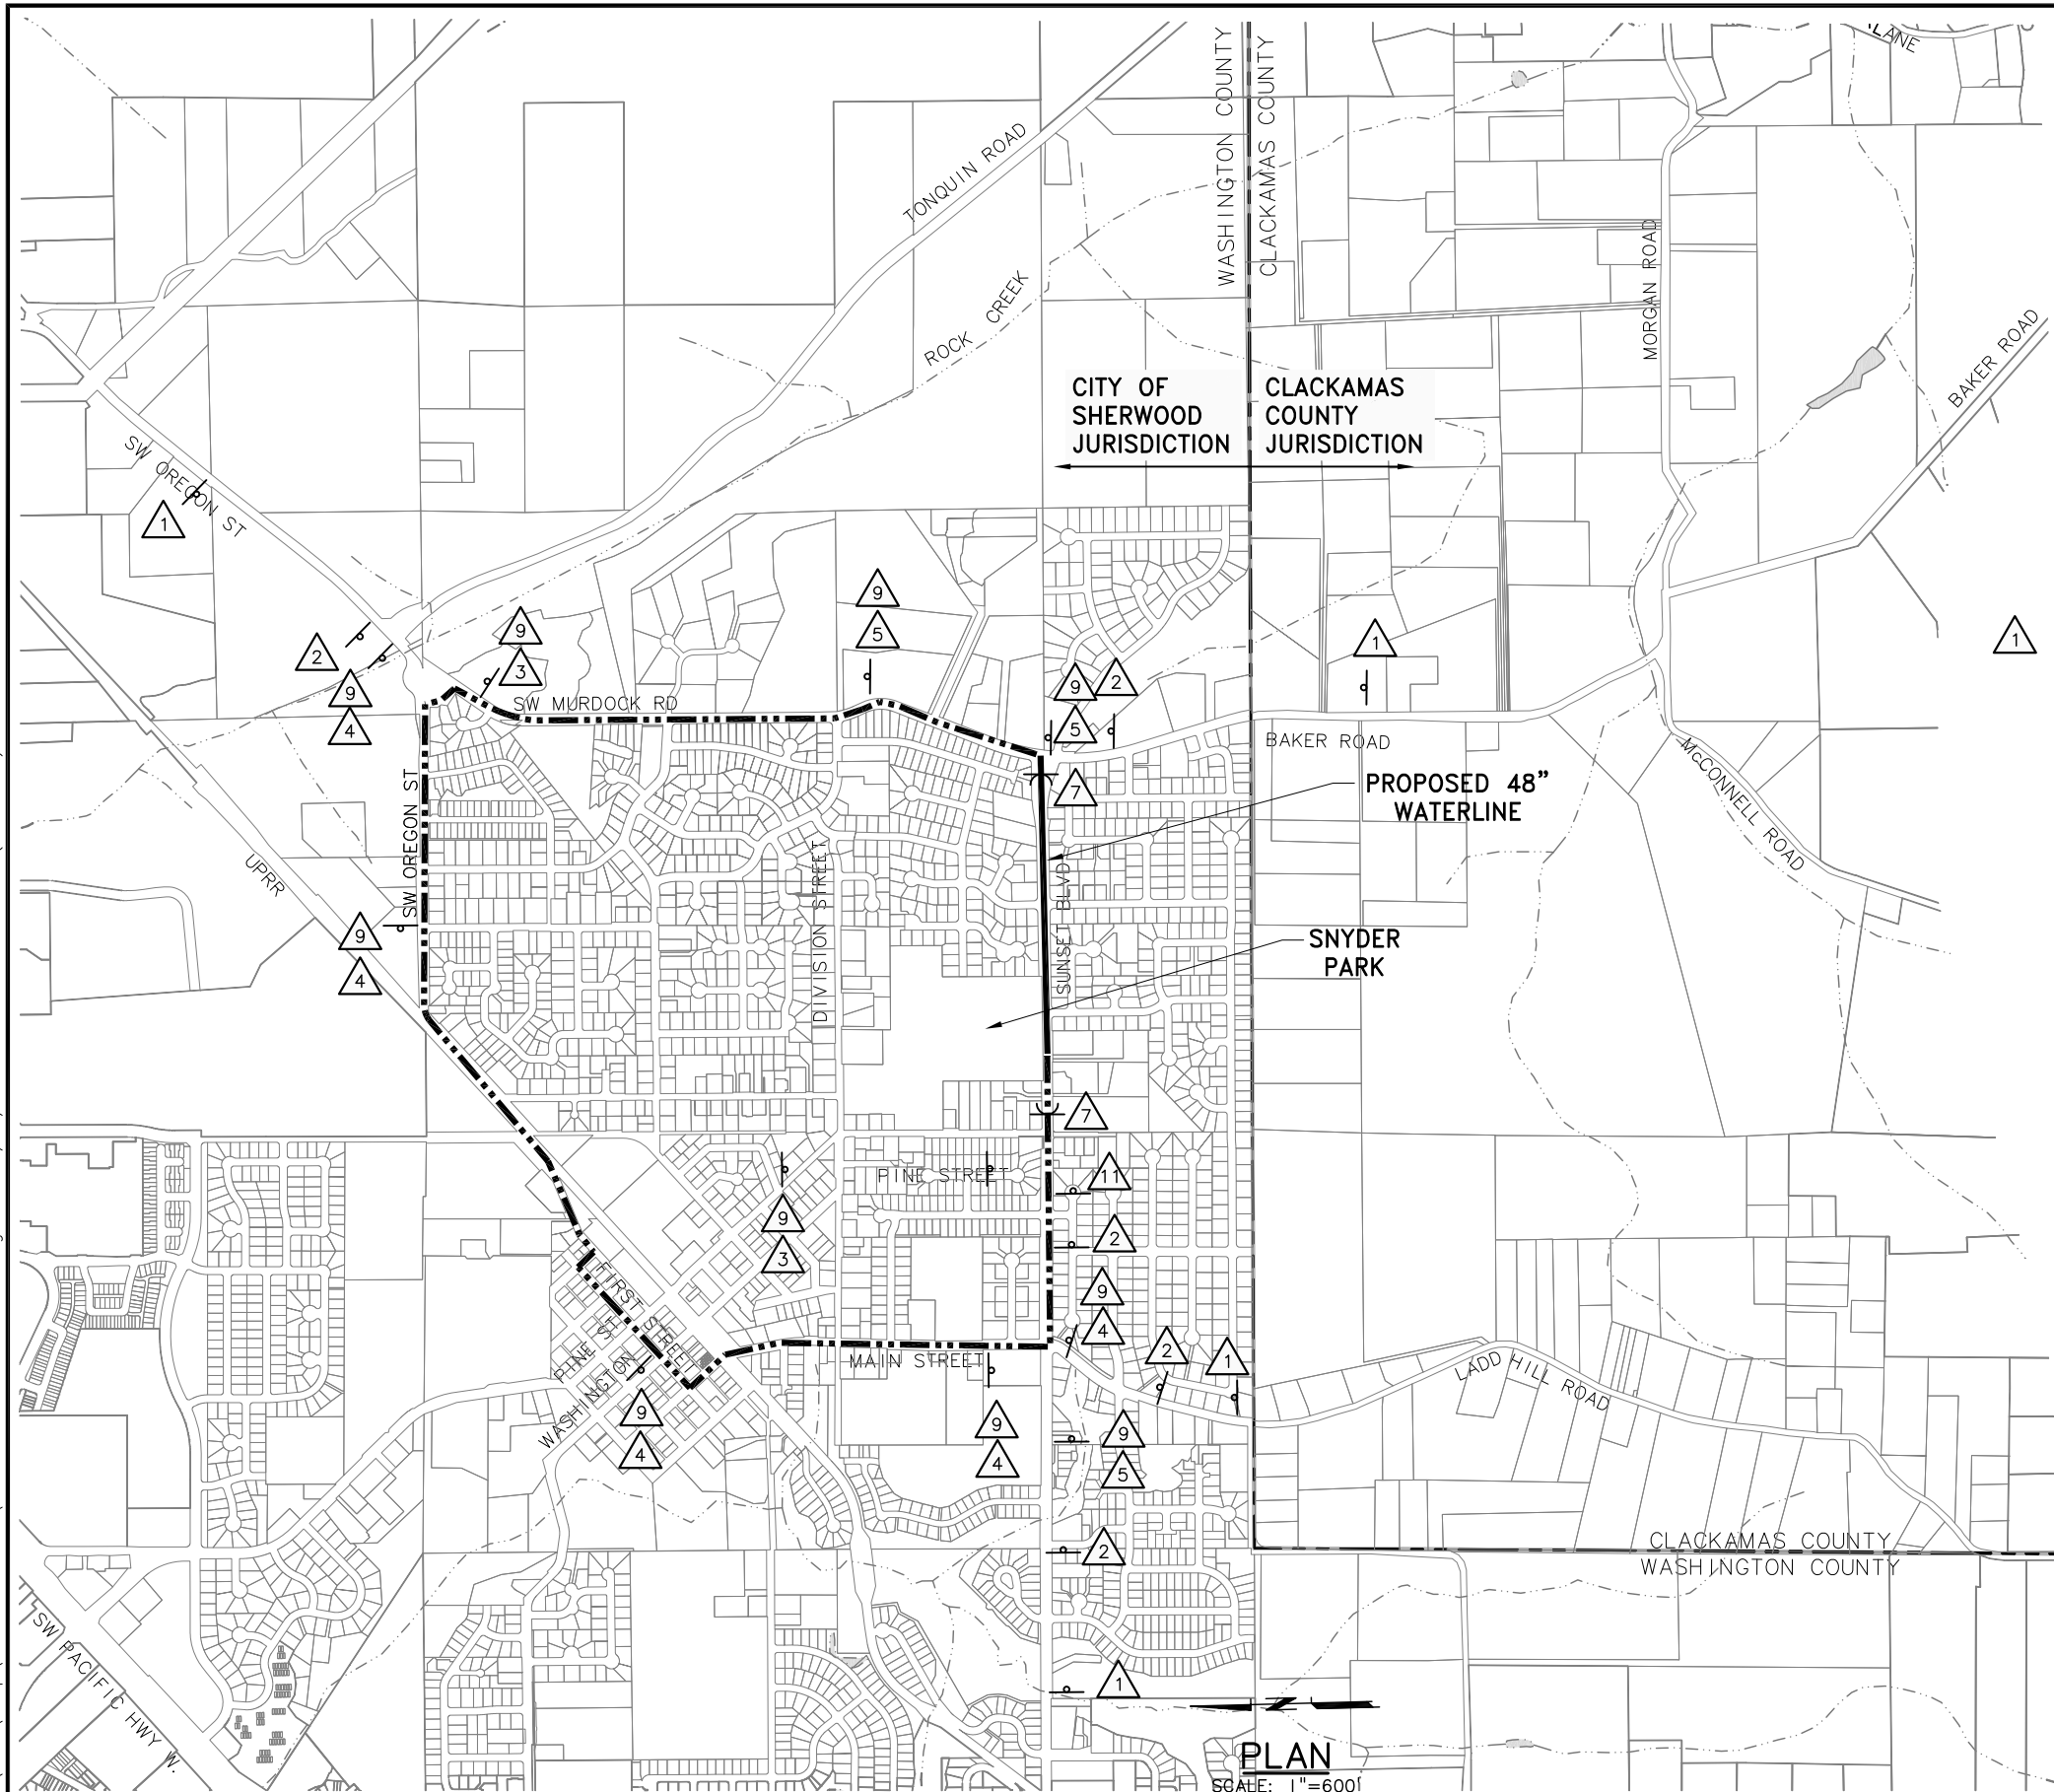 LANE
WASHINGTON COUNTY
CLACKAMAS COUNTY
TONQUIN ROAD
ROCK CREEK
MORGAN ROAD
BAKER ROAD
CITY OF
SHERWOOD
JURISDICTION
CLACKAMAS
COUNTY
JURISDICTION
SW OREGON ST
1
9
5
2
9
4
9
3
SW MURDOCK RD
9
5
2
1
1
BAKER ROAD
7
PROPOSED 48"
WATERLINE
McCONNELL ROAD
UPRR
SW OREGON ST
DIVISION STREET
SUNSET BLVD
9
4
SNYDER
PARK
7
PINE STREET
11
9
3
2
9
4
FIRST STREET
PINE ST
WASHINGTON
MAIN STREET
2
1
LADD HILL ROAD
9
4
9
4
9
5
2
CLACKAMAS COUNTY
WASHINGTON COUNTY
SW PACIFIC HWY W.
1
N
PLAN
SCALE: 1"=600'